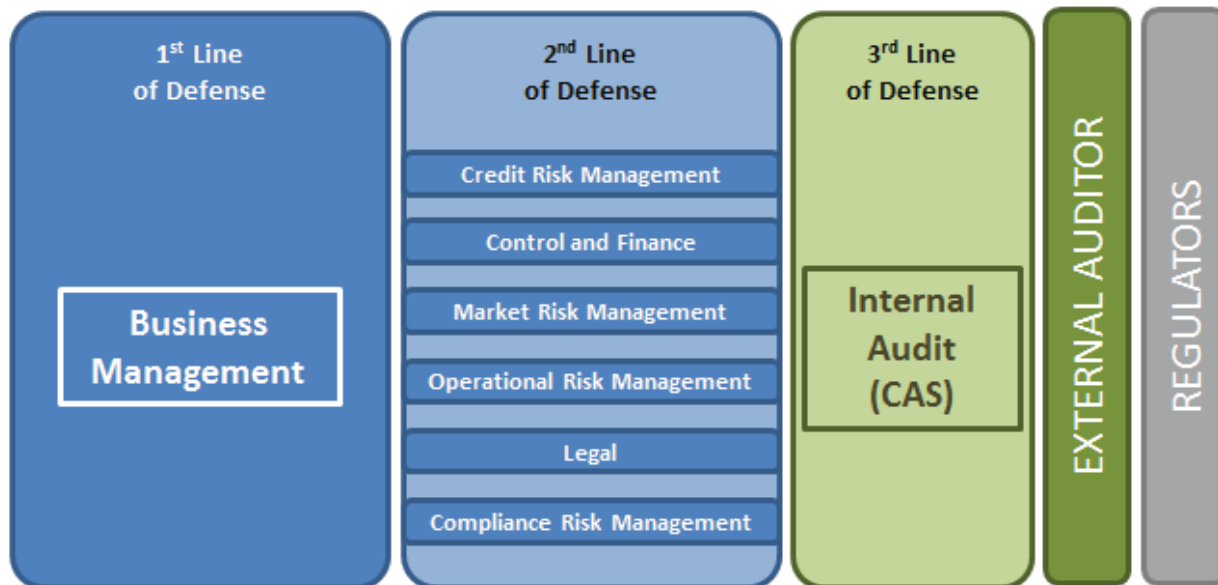 1st Line
of Defense
Business
Management
2nd Line
of Defense
Credit Risk Management
Control and Finance
Market Risk Management
Operational Risk Management
Legal
Compliance Risk Management
3rd Line
of Defense
Internal
Audit
(CAS)
EXTERNAL AUDITOR
REGULATORS